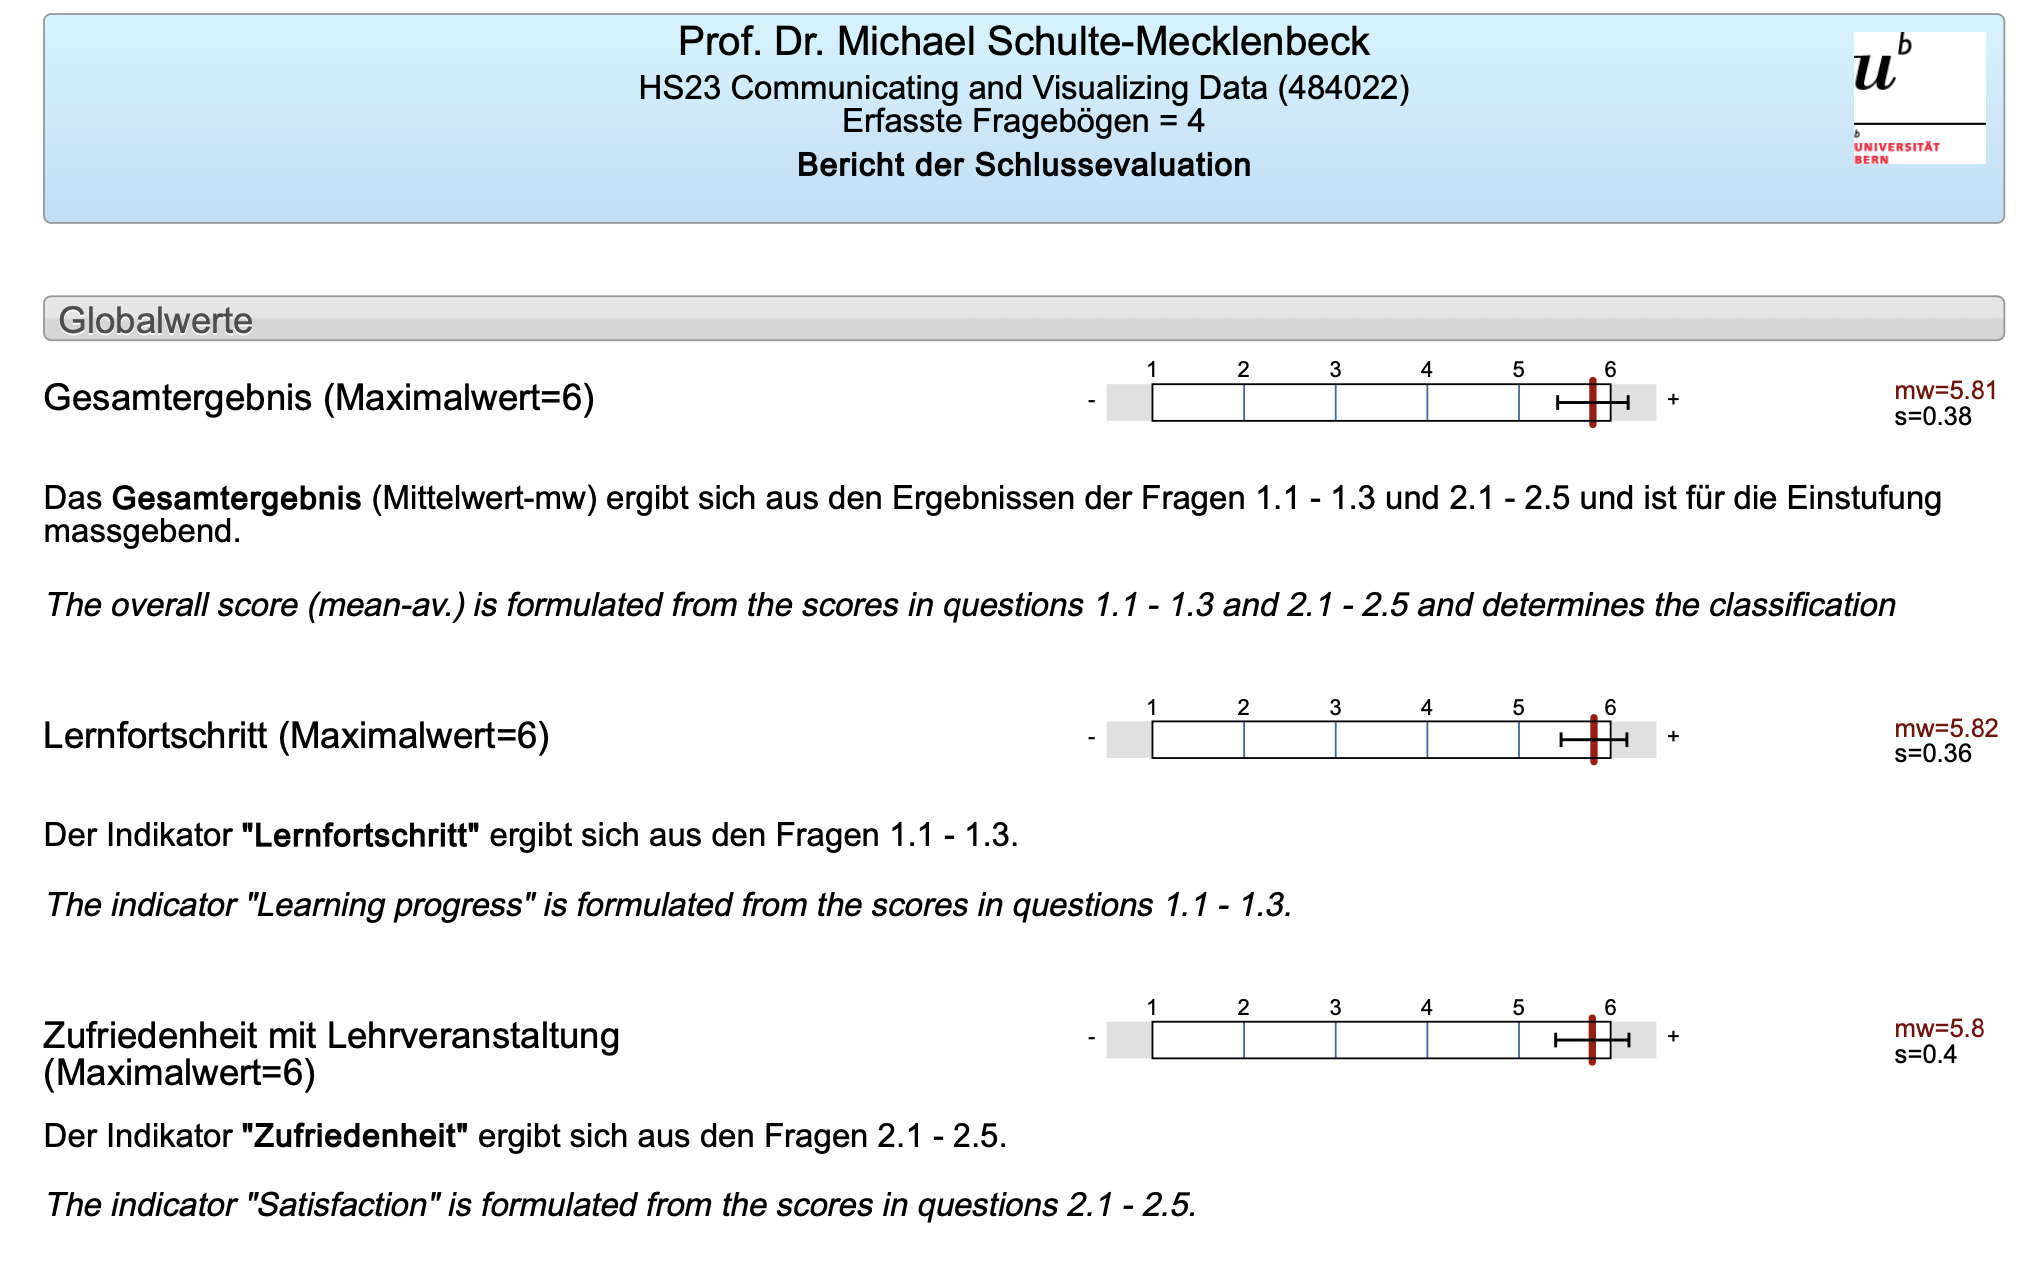 Prof. Dr. Michael Schulte-Mecklenbeck
HS23 Communicating and Visualizing Data (484022)
Erfasste Fragebögen = 4
Bericht der Schlussevaluation
u b
b
UNIVERSITÄT
BERN
Globalwerte
Gesamtergebnis (Maximalwert=6)
1 2 3 4 5 6
- +
mw=5.81
s=0.38
Das Gesamtergebnis (Mittelwert-mw) ergibt sich aus den Ergebnissen der Fragen 1.1 - 1.3 und 2.1 - 2.5 und ist für die Einstufung
massgebend.
The overall score (mean-av.) is formulated from the scores in questions 1.1 - 1.3 and 2.1 - 2.5 and determines the classification
Lernfortschritt (Maximalwert=6)
1 2 3 4 5 6
- +
mw=5.82
s=0.36
Der Indikator "Lernfortschritt" ergibt sich aus den Fragen 1.1 - 1.3.
The indicator "Learning progress" is formulated from the scores in questions 1.1 - 1.3.
Zufriedenheit mit Lehrveranstaltung
(Maximalwert=6)
1 2 3 4 5 6
- +
mw=5.8
s=0.4
Der Indikator "Zufriedenheit" ergibt sich aus den Fragen 2.1 - 2.5.
The indicator "Satisfaction" is formulated from the scores in questions 2.1 - 2.5.